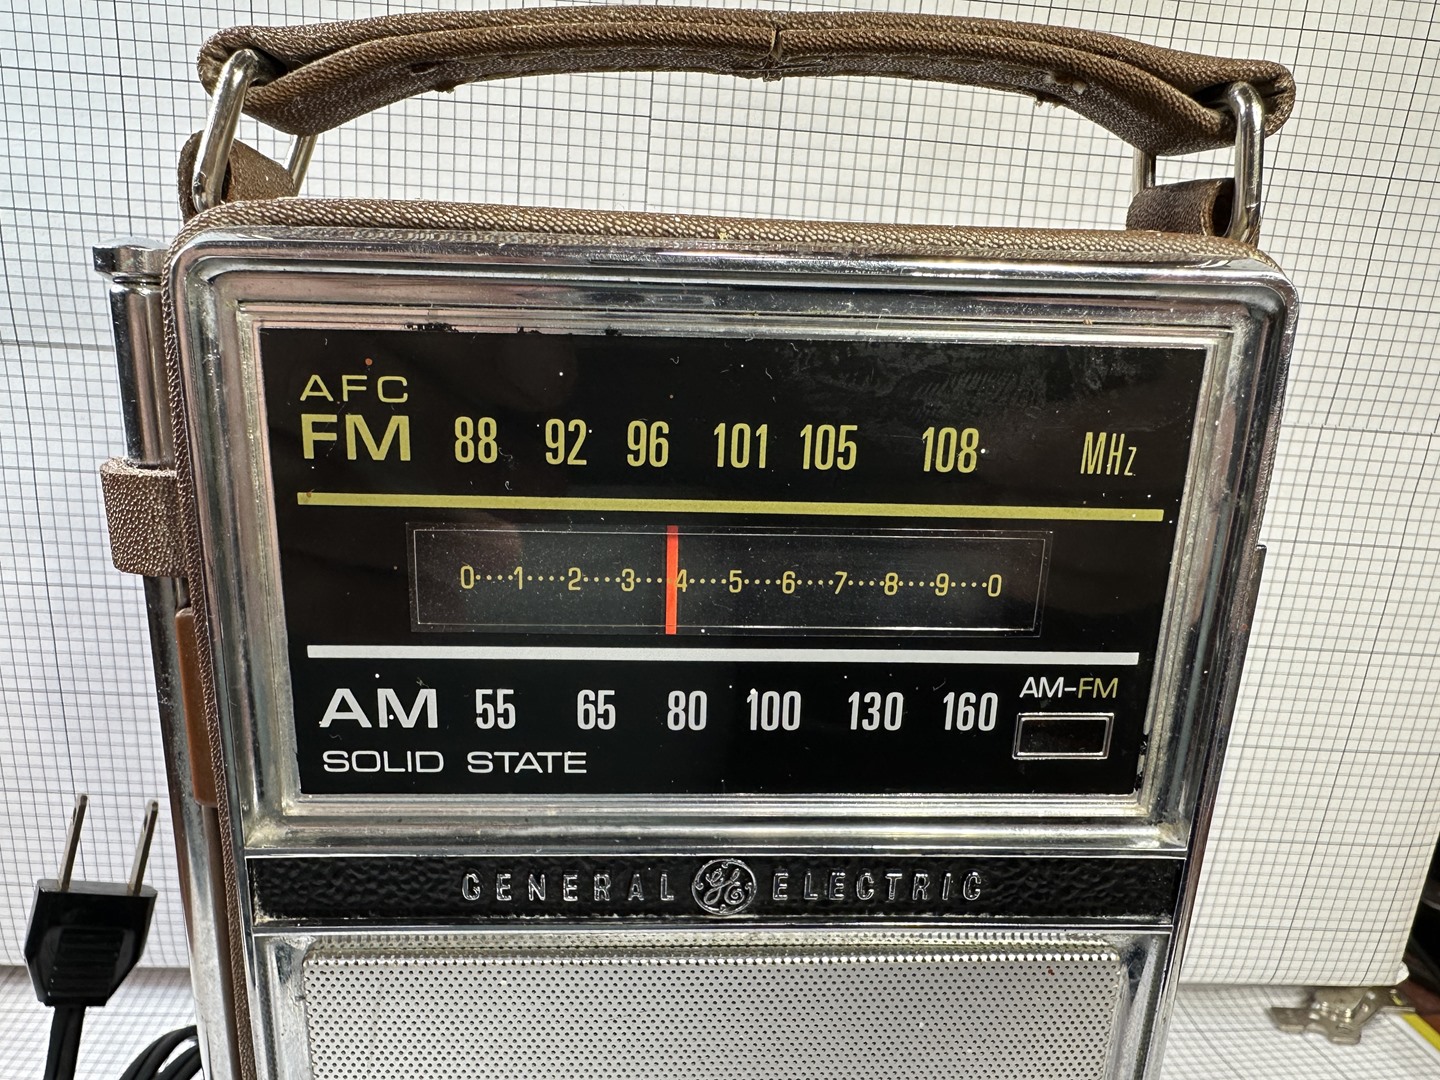 AFC
FM 88 92 96 101 105 108 MHz
0····1····2····3····4····5····6····7····8····9····0
AM 55 65 80 100 130 160 AM-FM
SOLID STATE
GENERAL GE ELECTRIC